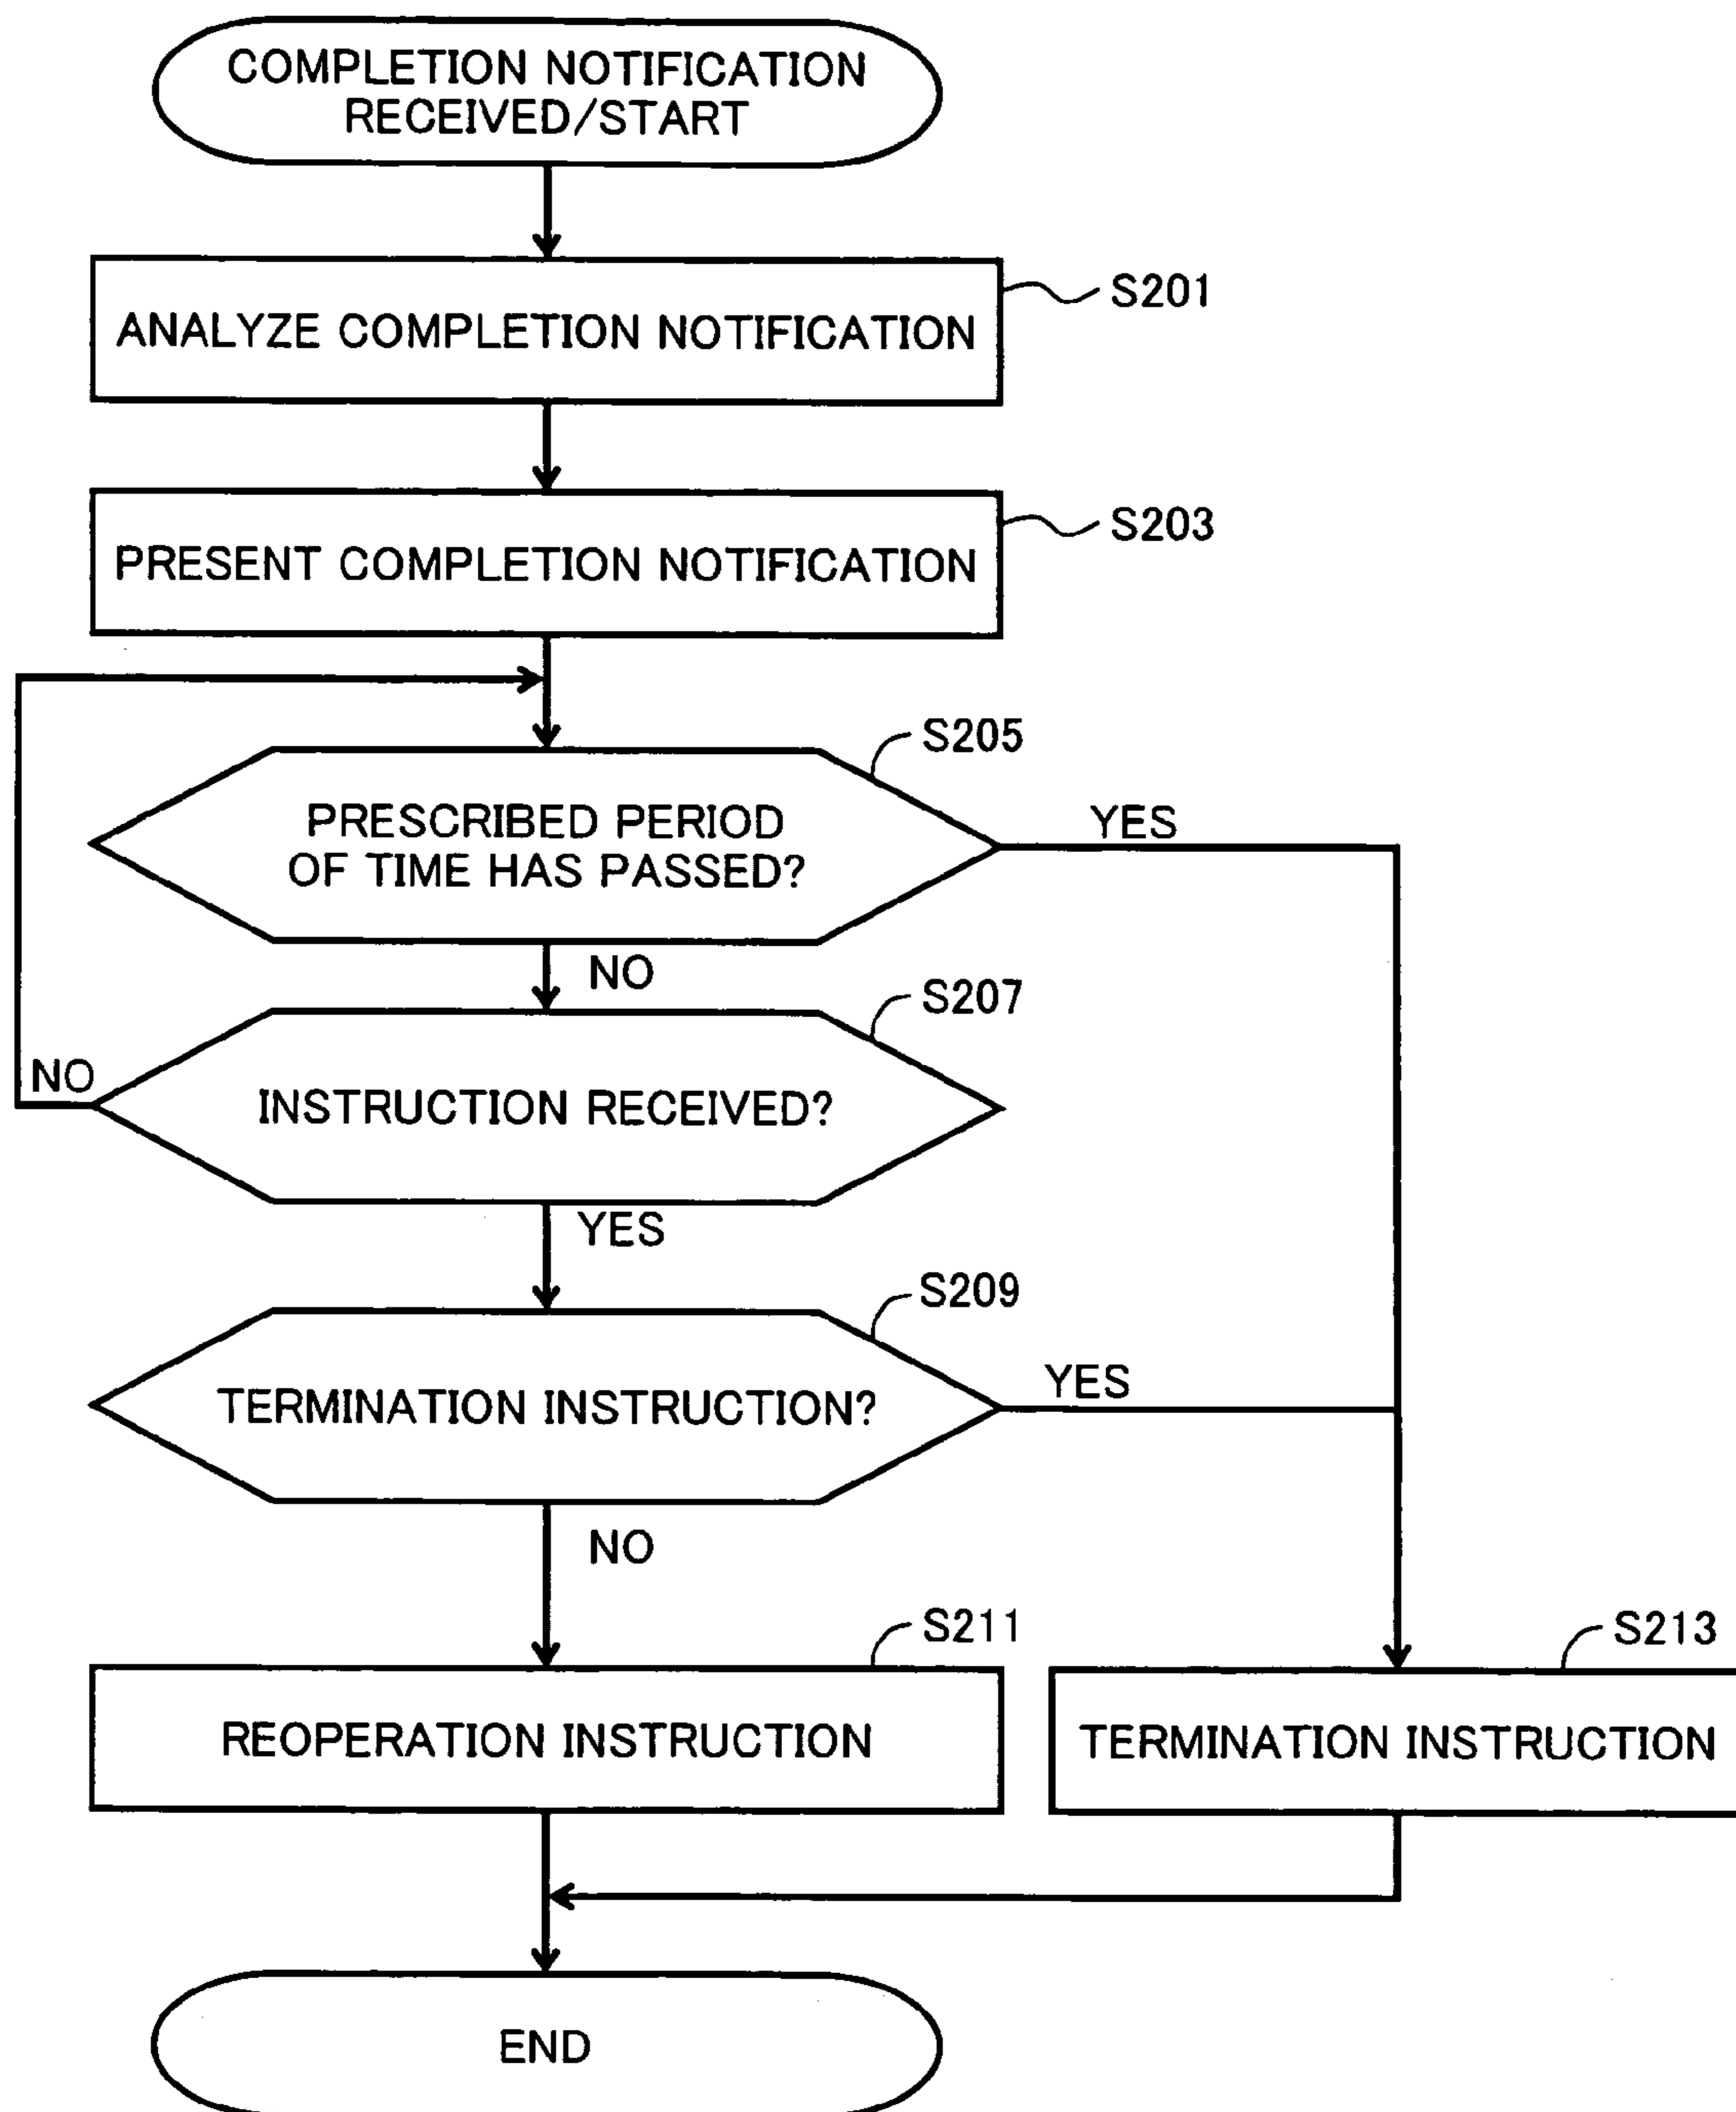 COMPLETION NOTIFICATION
RECEIVED/START
S201
ANALYZE COMPLETION NOTIFICATION
S203
PRESENT COMPLETION NOTIFICATION
S205
PRESCRIBED PERIOD
OF TIME HAS PASSED?
YES
NO
S207
NO
INSTRUCTION RECEIVED?
YES
S209
TERMINATION INSTRUCTION?
YES
NO
S211
S213
REOPERATION INSTRUCTION
TERMINATION INSTRUCTION
END